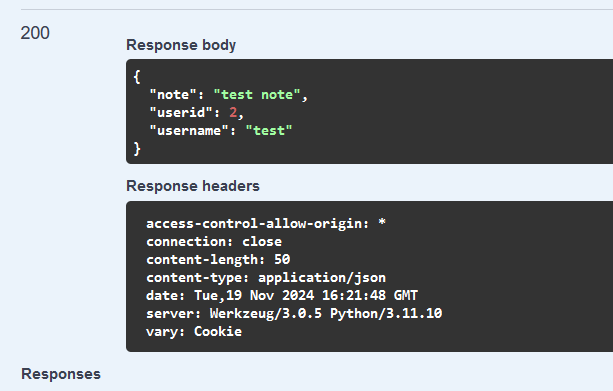 200
Response body
{
  "note": "test note",
  "userid": 2,
  "username": "test"
}
Response headers
access-control-allow-origin: *
connection: close
content-length: 50
content-type: application/json
date: Tue,19 Nov 2024 16:21:48 GMT
server: Werkzeug/3.0.5 Python/3.11.10
vary: Cookie
Responses